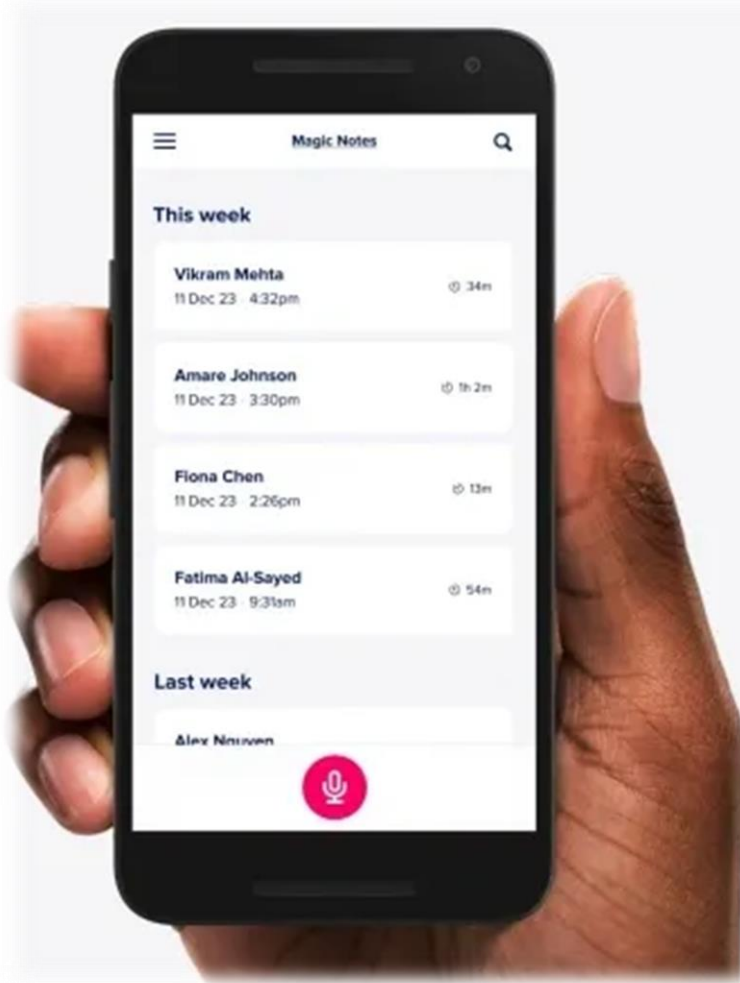 Magic Notes
This week
Vikram Mehta
11 Dec 23 · 4:32pm
34m
Amare Johnson
11 Dec 23 · 3:30pm
1h 2m
Fiona Chen
11 Dec 23 · 2:26pm
13m
Fatima Al-Sayed
11 Dec 23 · 9:31am
54m
Last week
Alex Nguyen